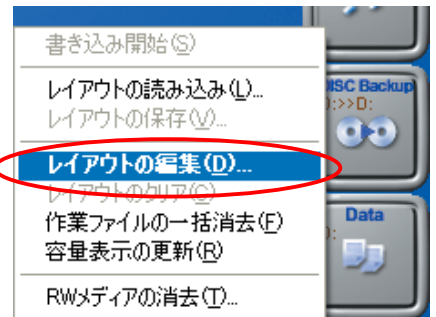 書き込み開始(S)
レイアウトの読み込み(L)...
レイアウトの保存(V)...
レイアウトの編集(D)...
レイアウトのクリア(C)
作業ファイルの一括消去(F)
容量表示の更新(R)
RWメディアの消去(T)...
DISC Backup
D:>>D:
Data